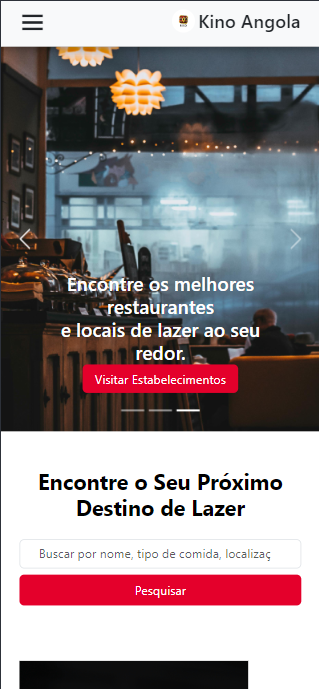 Kino Angola
Encontre os melhores
restaurantes
e locais de lazer ao seu
redor.
Visitar Estabelecimentos
Encontre o Seu Próximo
Destino de Lazer
Buscar por nome, tipo de comida, localizaç
Pesquisar